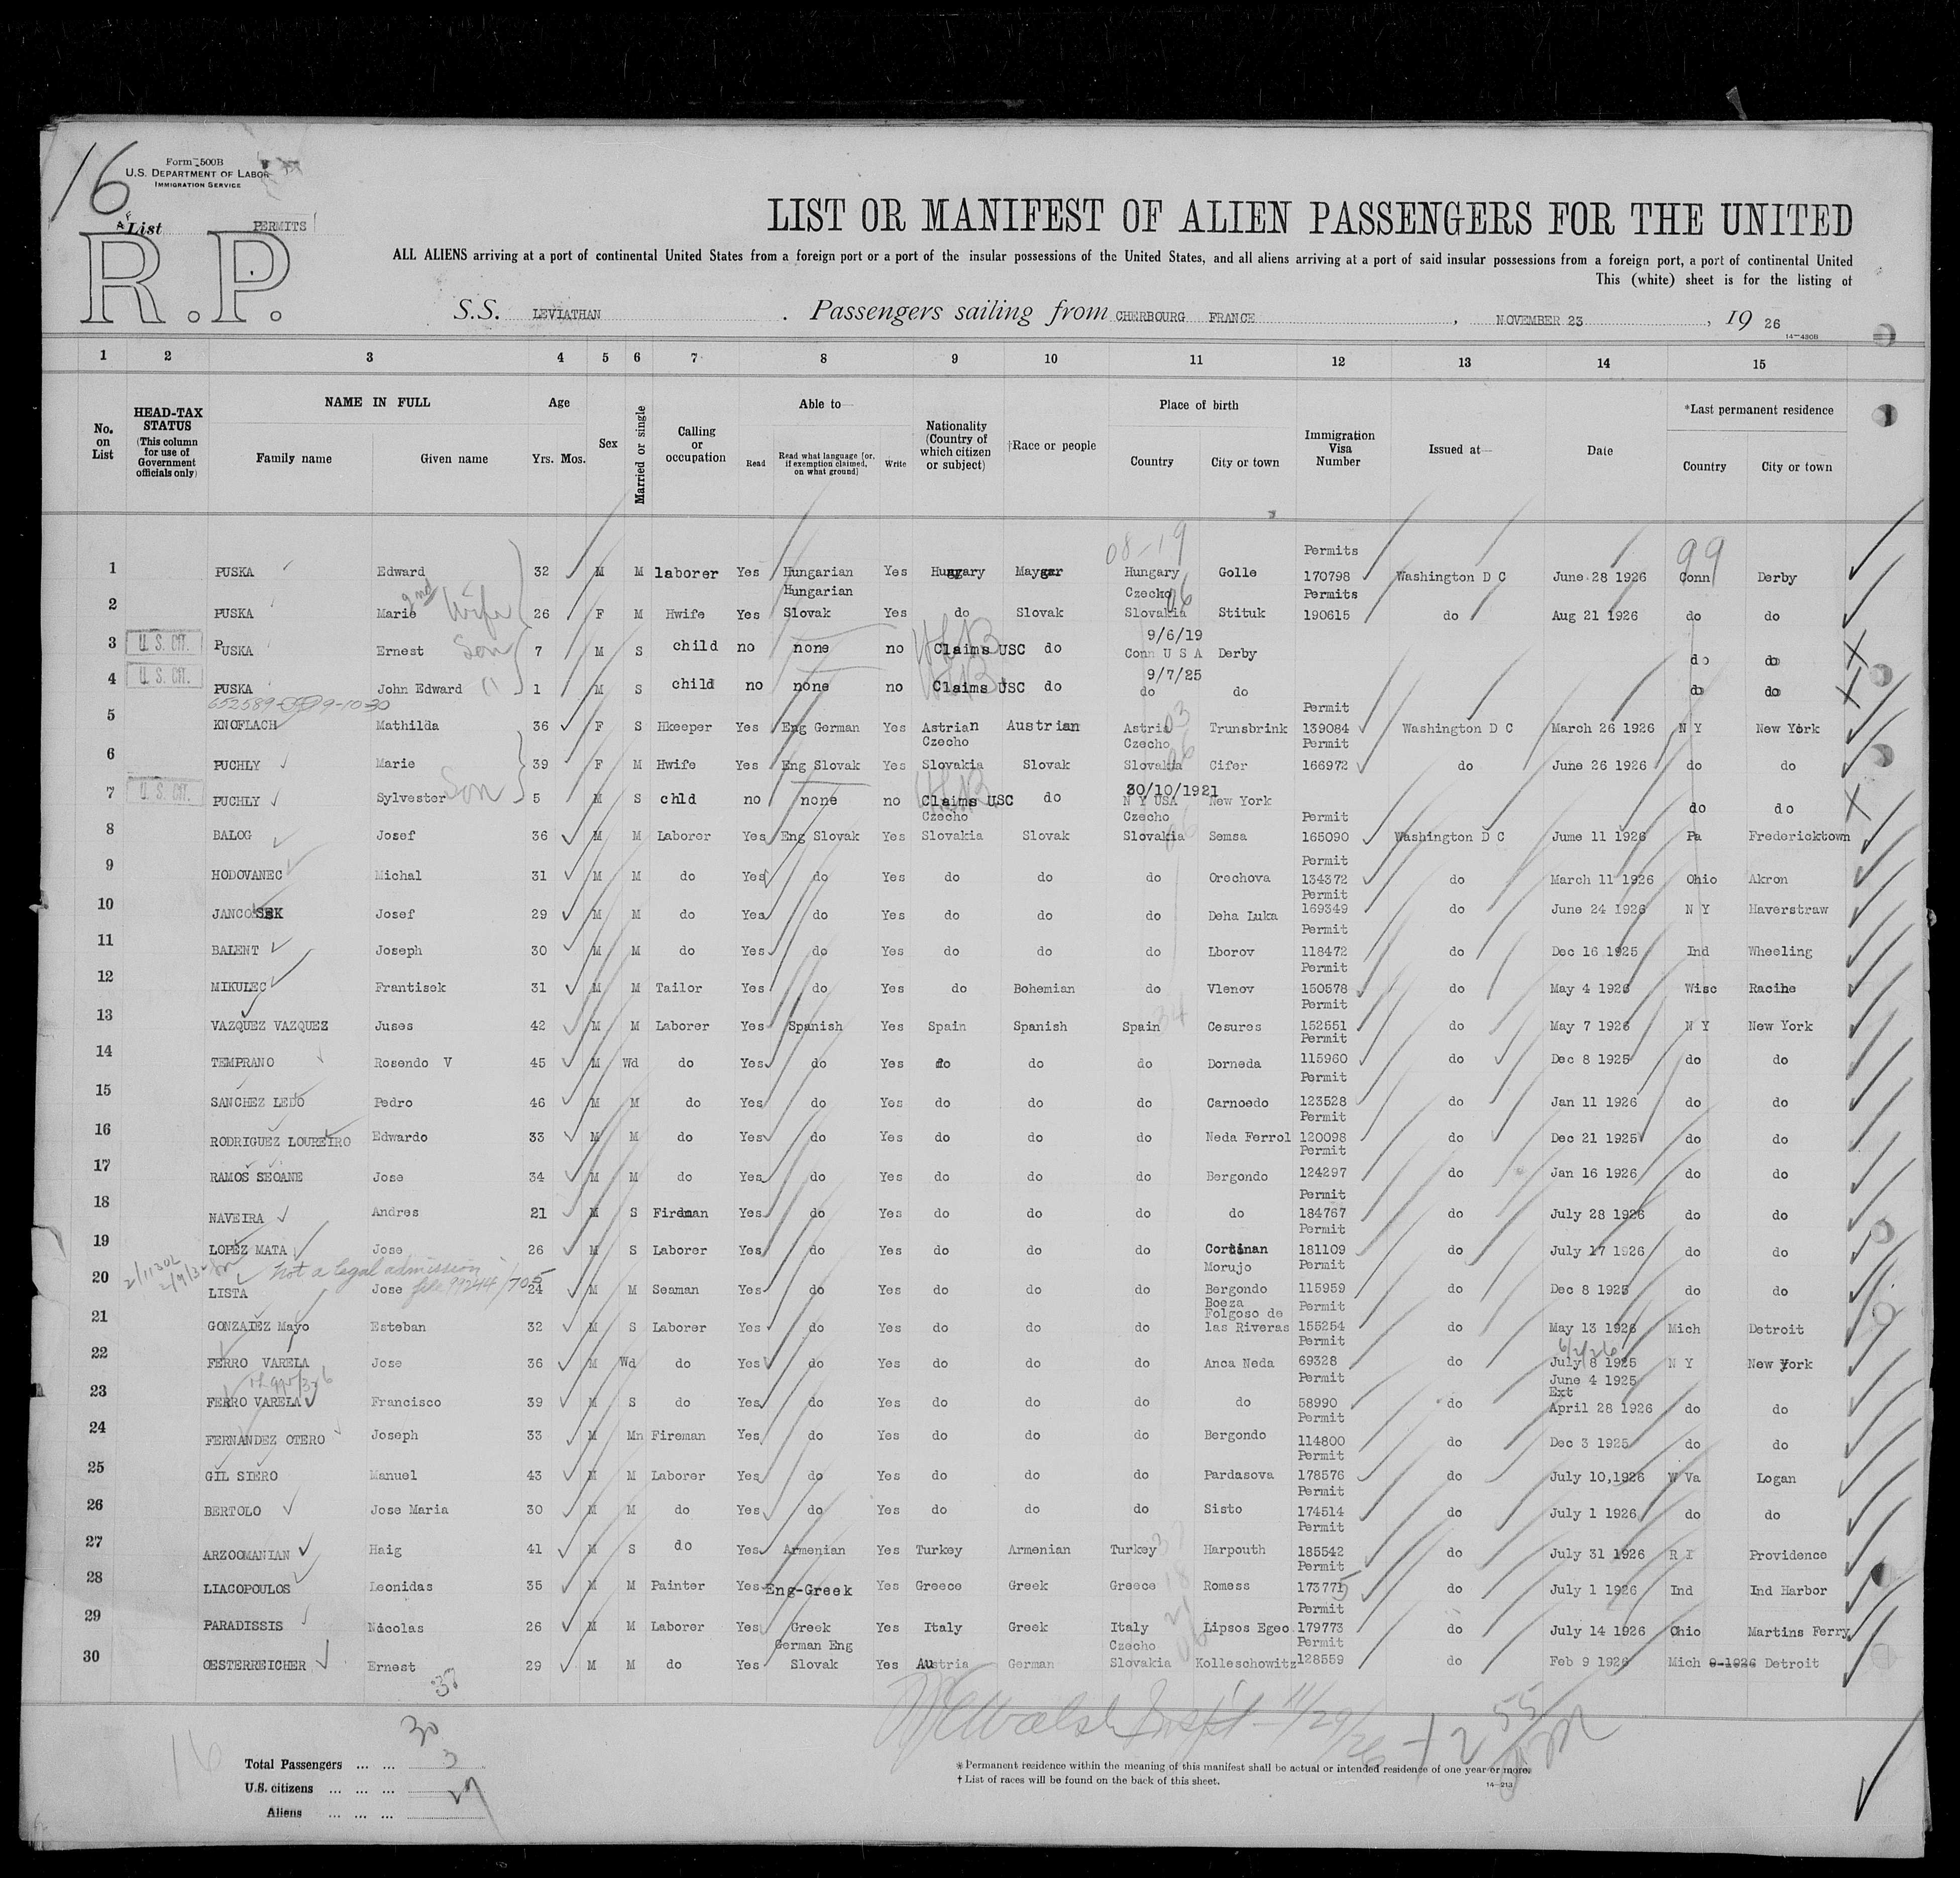 16
Form 500B
U.S. DEPARTMENT OF LABOR
IMMIGRATION SERVICE
List PERMITS
R.P.
LIST OR MANIFEST OF ALIEN PASSENGERS FOR THE UNITED
ALL ALIENS arriving at a port of continental United States from a foreign port or a port of the insular possessions of the United States, and all aliens arriving at a port of said insular possessions from a foreign port, a port of continental United
This (white) sheet is for the listing of
S.S. LEVIATHAN . Passengers sailing from CHERBOURG FRANCE , NOVEMBER 23 , 19 26
14—480B
1 2 3 4 5 6 7 8 9 10 11 12 13 14 15
No. on List
HEAD-TAX STATUS (This column for use of Government officials only)
NAME IN FULL Family name Given name
Age Yrs. Mos.
Sex
Married or single
Calling or occupation
Able to— Read Read what language [or, if exemption claimed, on what ground] Write
Nationality (Country of which citizen or subject)
†Race or people
Place of birth Country City or town
Immigration Visa Number
Issued at—
Date
*Last permanent residence Country City or town
08-19 Permits 99
1 PUSKA Edward 32 M M laborer Yes Hungarian Yes Hungary Maygar Hungary Golle 170798 Washington D C June 28 1926 Conn Derby
Hungarian Czecho 06 Permits
2 PUSKA Marie 2nd Wife 26 F M Hwife Yes Slovak Yes do Slovak Slovakia Stituk 190615 do Aug 21 1926 do do
9/6/19
3 U.S. Cit. PUSKA Ernest Son 7 M S child no none no Claims USC do Conn U S A Derby do do
9/7/25
4 U.S. Cit. PUSKA John Edward " 1 M S child no none no Claims USC do do do do do
Permit
5 KNOFLACH Mathilda 36 F S Hkeeper Yes Eng German Yes Astrian Austrian Astria 03 Trunsbrink 139084 Washington D C March 26 1926 N Y New York
Czecho Czecho Permit
6 PUCHLY Marie 39 F M Hwife Yes Eng Slovak Yes Slovakia Slovak Slovakia 06 Cifer 166972 do June 26 1926 do do
30/10/1921
7 U.S. Cit. PUCHLY Sylvester Son 5 M S chld no none no Claims USC do N Y USA New York do do
Czecho Czecho Permit
8 BALOG Josef 36 M M Laborer Yes Eng Slovak Yes Slovakia Slovak Slovakia 06 Semsa 165090 Washington D C Jume 11 1926 Pa Fredericktown
Permit
9 HODOVANEC Michal 31 M M do Yes do Yes do do do Orechova 134372 do March 11 1926 Ohio Akron
Permit
10 JANCOSEK Josef 29 M M do Yes do Yes do do do Deha Luka 169349 do June 24 1926 N Y Haverstraw
Permit
11 BALENT Joseph 30 M M do Yes do Yes do do do Lborov 118472 do Dec 16 1925 Ind Wheeling
Permit
12 MIKULEC Frantisek 31 M M Tailor Yes do Yes do Bohemian do Vlenov 150578 do May 4 1926 Wisc Racine
Permit
13 VAZQUEZ VAZQUEZ Juses 42 M M Laborer Yes Spanish Yes Spain Spanish Spain 34 Cesures 152551 do May 7 1926 N Y New York
Permit
14 TEMPRANO Rosendo V 45 M Wd do Yes do Yes do do do Dorneda 115960 do Dec 8 1925 do do
Permit
15 SANCHEZ LEDO Pedro 46 M M do Yes do Yes do do do Carnoedo 123528 do Jan 11 1926 do do
Permit
16 RODRIGUEZ LOUREIRO Edwardo 33 M M do Yes do Yes do do do Neda Ferrol 120098 do Dec 21 1925 do do
Permit
17 RAMOS SEOANE Jose 34 M M do Yes do Yes do do do Bergondo 124297 do Jan 16 1926 do do
Permit
18 NAVEIRA Andres 21 M S Fireman Yes do Yes do do do do 184767 do July 28 1926 do do
Permit
19 LOPEZ MATA Jose 26 M S Laborer Yes do Yes do do do Cortinan 181109 do July 17 1926 do do
Not a legal admission Morujo Permit
20 LISTA Jose file 99244/705 24 M M Seaman Yes do Yes do do do Bergondo 115959 do Dec 8 1925 do do
Boeza Permit
Folgoso de
21 GONZALEZ Mayo Esteban 32 M S Laborer Yes do Yes do do do las Riveras 155254 do May 13 1926 Mich Detroit
Permit 6/2/26
22 FERRO VARELA Jose 36 M Wd do Yes do Yes do do do Anca Neda 69328 do July 8 1925 N Y New York
Permit June 4 1925
Ext
23 FERRO VARELA Francisco 39 M S do Yes do Yes do do do do 58990 do April 28 1926 do do
Permit
24 FERNANDEZ OTERO Joseph 33 M Mn Fireman Yes do Yes do do do Bergondo 114800 do Dec 3 1925 do do
Permit
25 GIL SIERO Manuel 43 M M Laborer Yes do Yes do do do Pardasova 178576 do July 10,1926 W Va Logan
Permit
26 BERTOLO Jose Maria 30 M M do Yes do Yes do do do Sisto 174514 do July 1 1926 do do
Permit
27 ARZOOMANIAN Haig 41 M S do Yes Armenian Yes Turkey Armenian Turkey Harpouth 185542 do July 31 1926 R I Providence
Permit
28 LIACOPOULOS Leonidas 35 M M Painter Yes Eng-Greek Yes Greece Greek Greece 18 Romess 173775 do July 1 1926 Ind Ind Harbor
Permit
29 PARADISSIS Nicolas 26 M M Laborer Yes Greek Yes Italy Greek Italy 21 Lipsos Egeo 179773 do July 14 1926 Ohio Martins Ferry
German Eng Czecho 06 Permit
30 OESTERREICHER Ernest 29 M M do Yes Slovak Yes Austria German Slovakia Kolleschowitz 128559 do Feb 9 1926 Mich 9-1926 Detroit
Walsh Insp't 11/29/26
16
Total Passengers ... ... 30
U.S. citizens ... ... ... 3
Aliens ... ... ... 27
*Permanent residence within the meaning of this manifest shall be actual or intended residence of one year or more.
†List of races will be found on the back of this sheet.
14—213